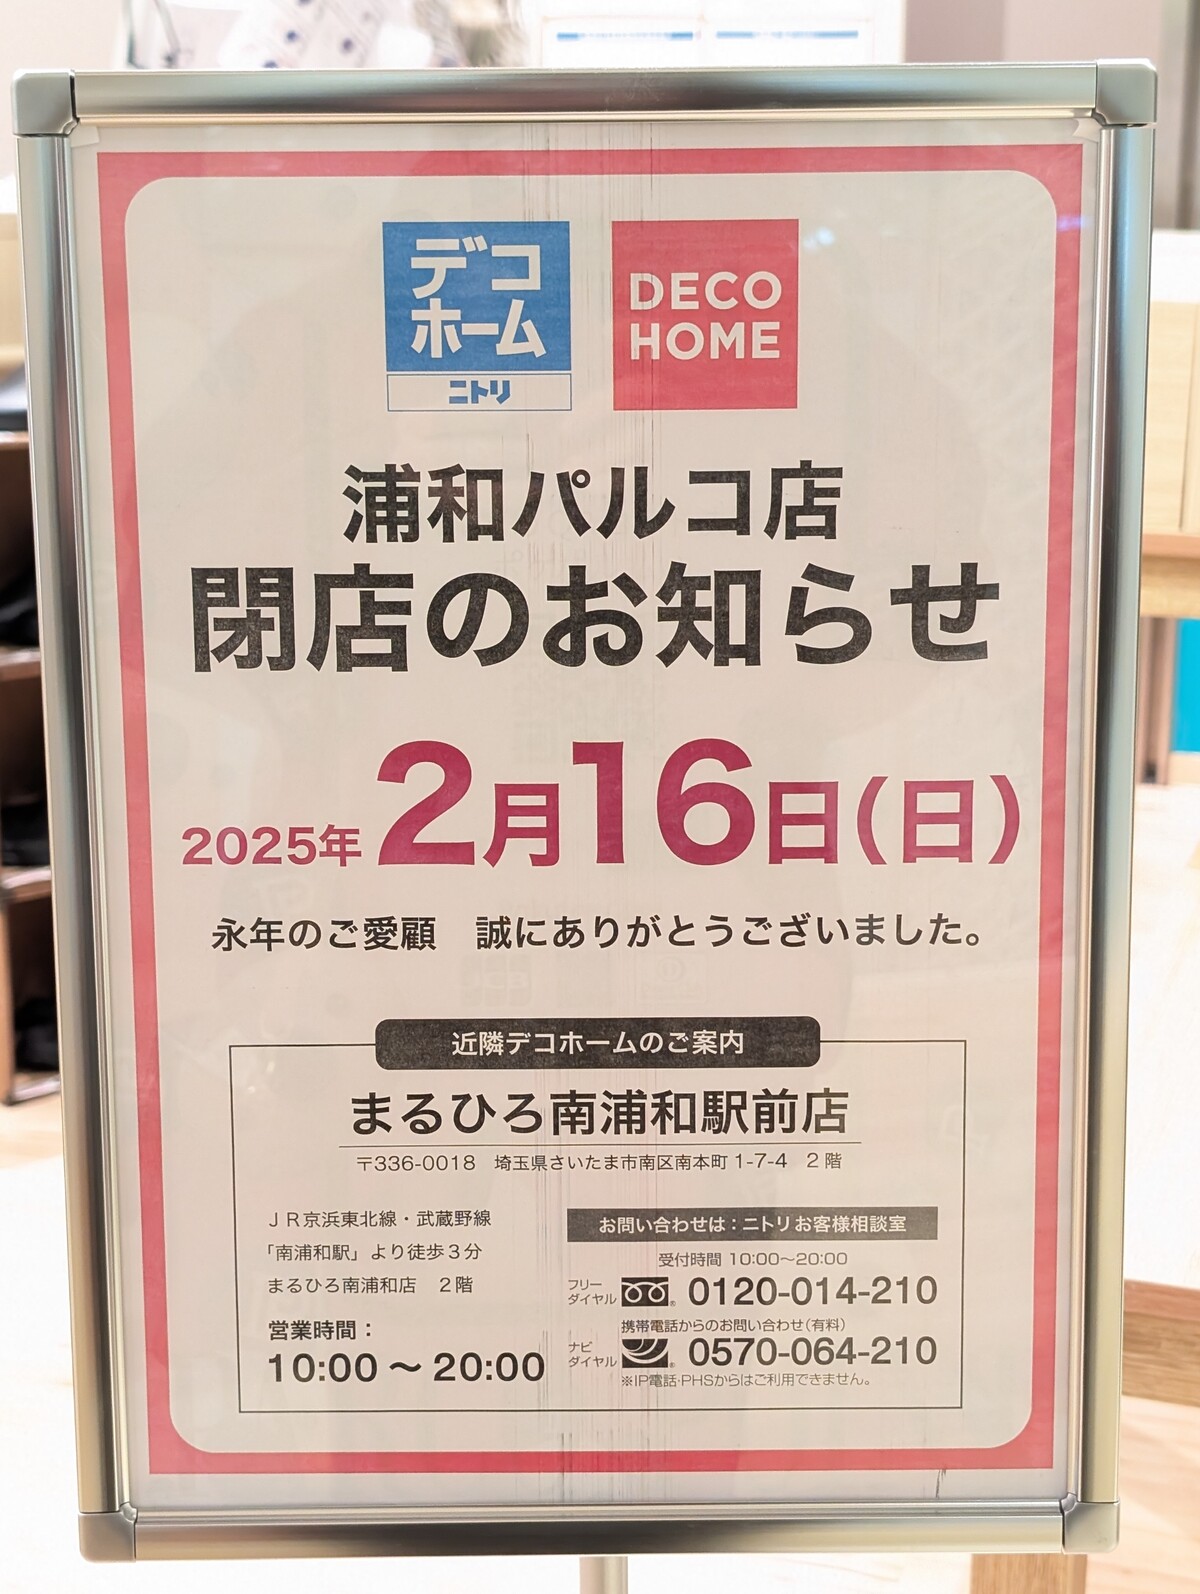 デコ
ホーム
ニトリ
DECO
HOME
浦和パルコ店
閉店のお知らせ
2025年2月16日(日)
永年のご愛顧　誠にありがとうございました。
近隣デコホームのご案内
まるひろ南浦和駅前店
〒336-0018　埼玉県さいたま市南区南本町1-7-4　2階
ＪＲ京浜東北線・武蔵野線
「南浦和駅」より徒歩３分
まるひろ南浦和店　２階
営業時間：
10:00～20:00
お問い合わせは：ニトリお客様相談室
受付時間 10:00～20:00
フリー
ダイヤル
0120-014-210
携帯電話からのお問い合わせ(有料)
ナビ
ダイヤル
0570-064-210
※IP電話・PHSからはご利用できません。